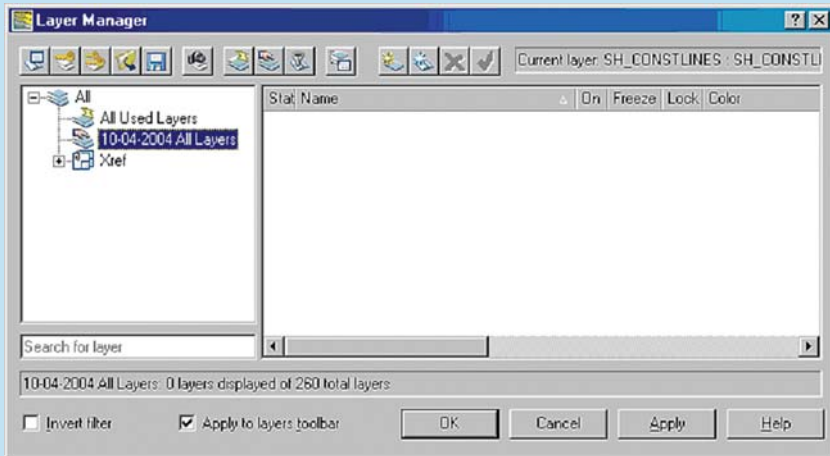 Layer Manager
Current layer: SH_CONSTLINES : SH_CONSTLI
All
All Used Layers
10-04-2004 All Layers
Xref
Stat Name On Freeze Lock Color
Search for layer
10-04-2004 All Layers: 0 layers displayed of 260 total layers
Invert filter
Apply to layers toolbar
OK
Cancel
Apply
Help